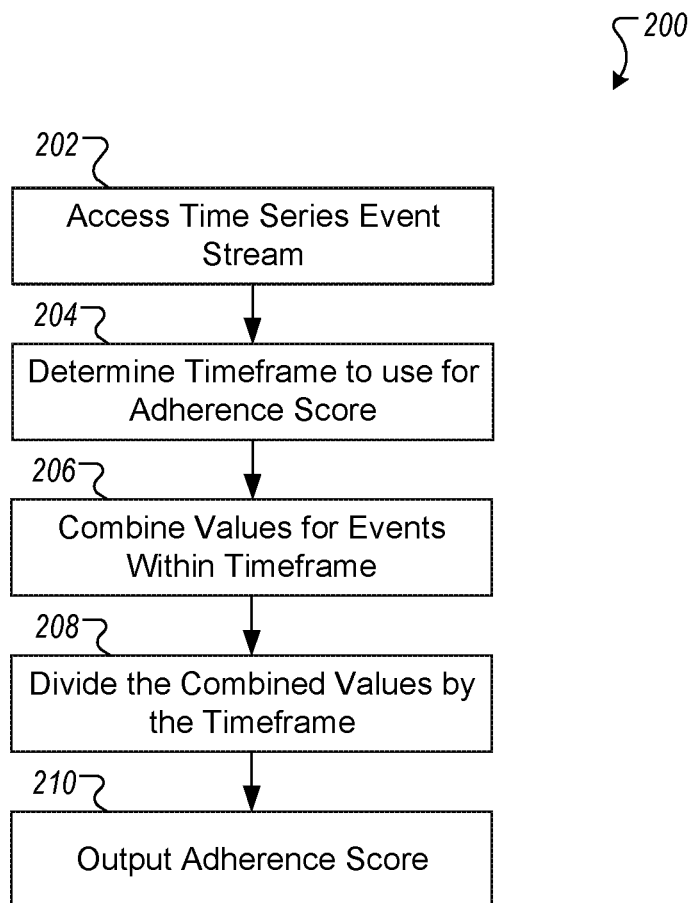 200
202
Access Time Series Event
Stream
204
Determine Timeframe to use for
Adherence Score
206
Combine Values for Events
Within Timeframe
208
Divide the Combined Values by
the Timeframe
210
Output Adherence Score